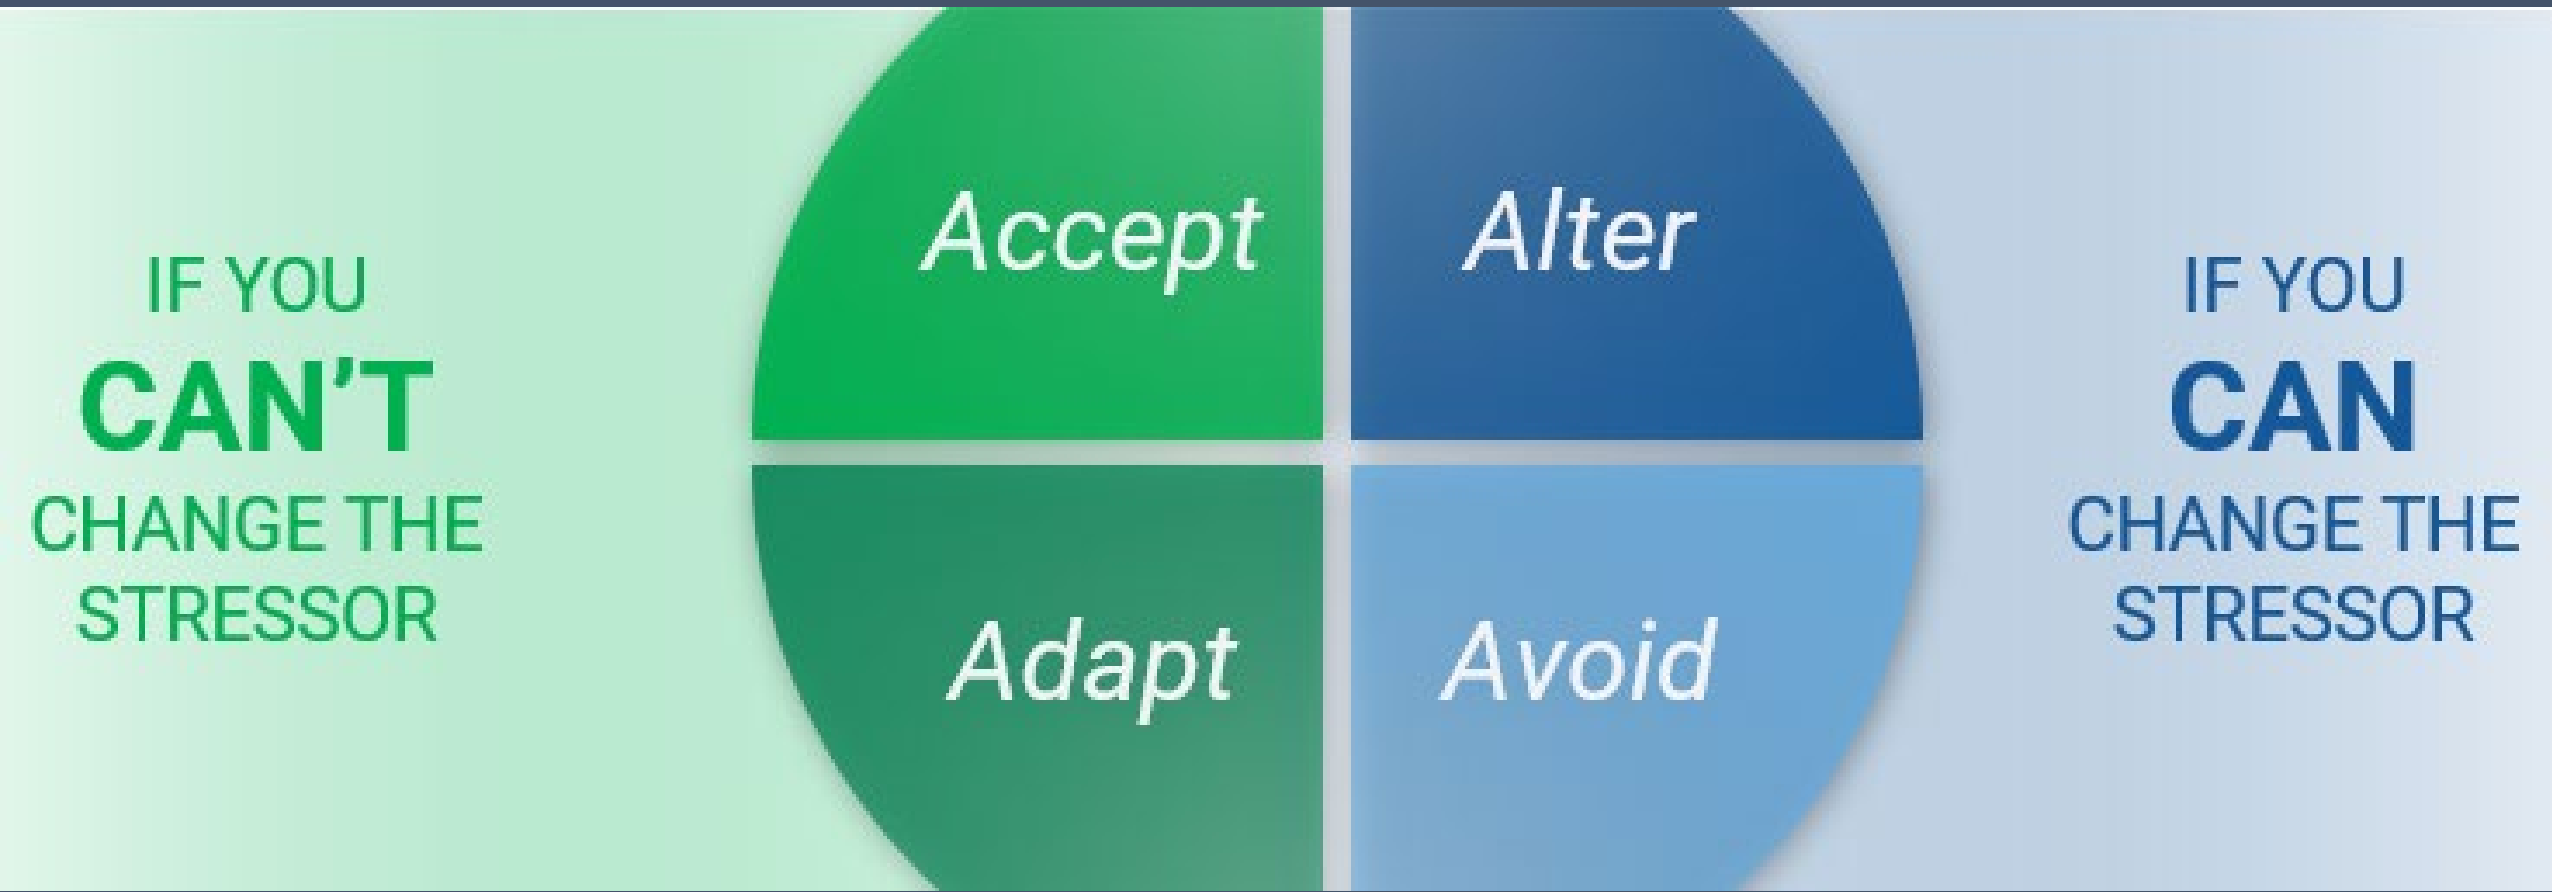 IF YOU
CAN'T
CHANGE THE
STRESSOR
Accept
Alter
Adapt
Avoid
IF YOU
CAN
CHANGE THE
STRESSOR